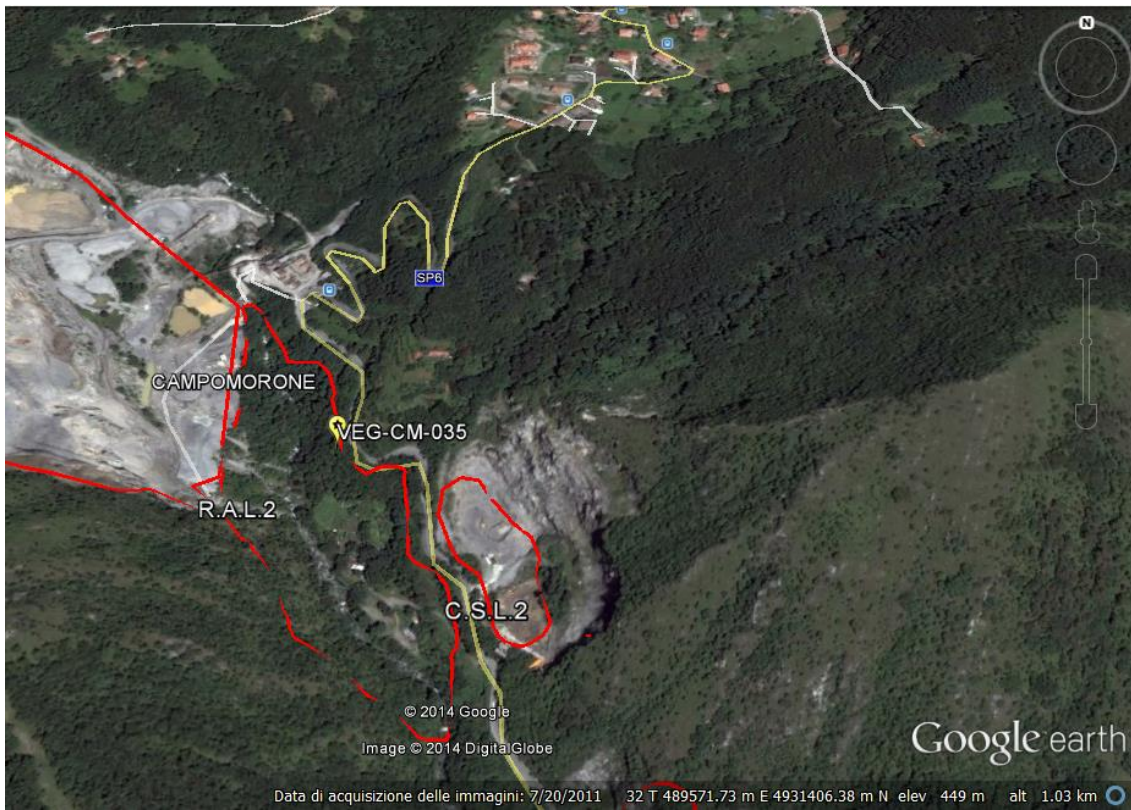 N
SP6
CAMPOMORONE
VEG-CM-035
R.A.L.2
C.S.L.2
© 2014 Google
Image © 2014 DigitalGlobe
Google earth
Data di acquisizione delle immagini: 7/20/2011 32 T 489571.73 m E 4931406.38 m N elev 449 m alt 1.03 km